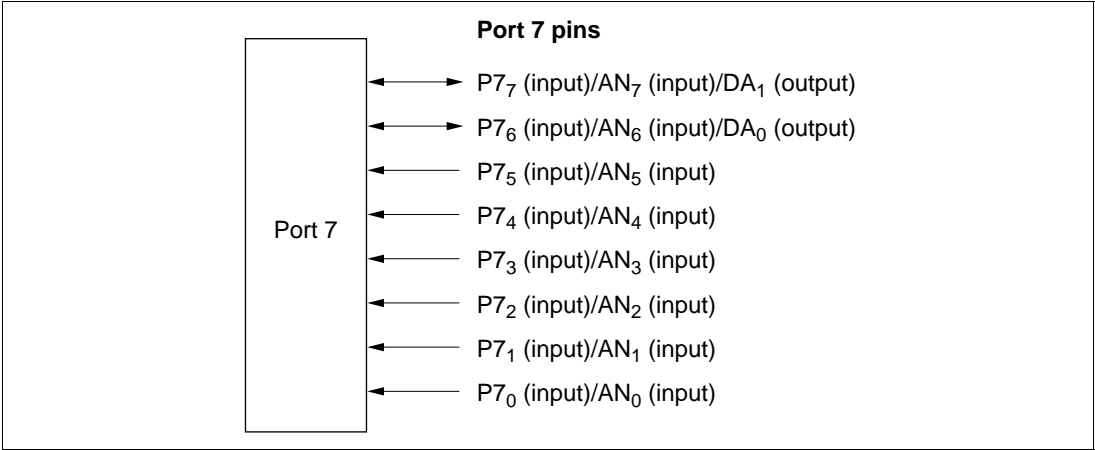 Port 7 pins
P7₇ (input)/AN₇ (input)/DA₁ (output)
P7₆ (input)/AN₆ (input)/DA₀ (output)
P7₅ (input)/AN₅ (input)
P7₄ (input)/AN₄ (input)
Port 7
P7₃ (input)/AN₃ (input)
P7₂ (input)/AN₂ (input)
P7₁ (input)/AN₁ (input)
P7₀ (input)/AN₀ (input)